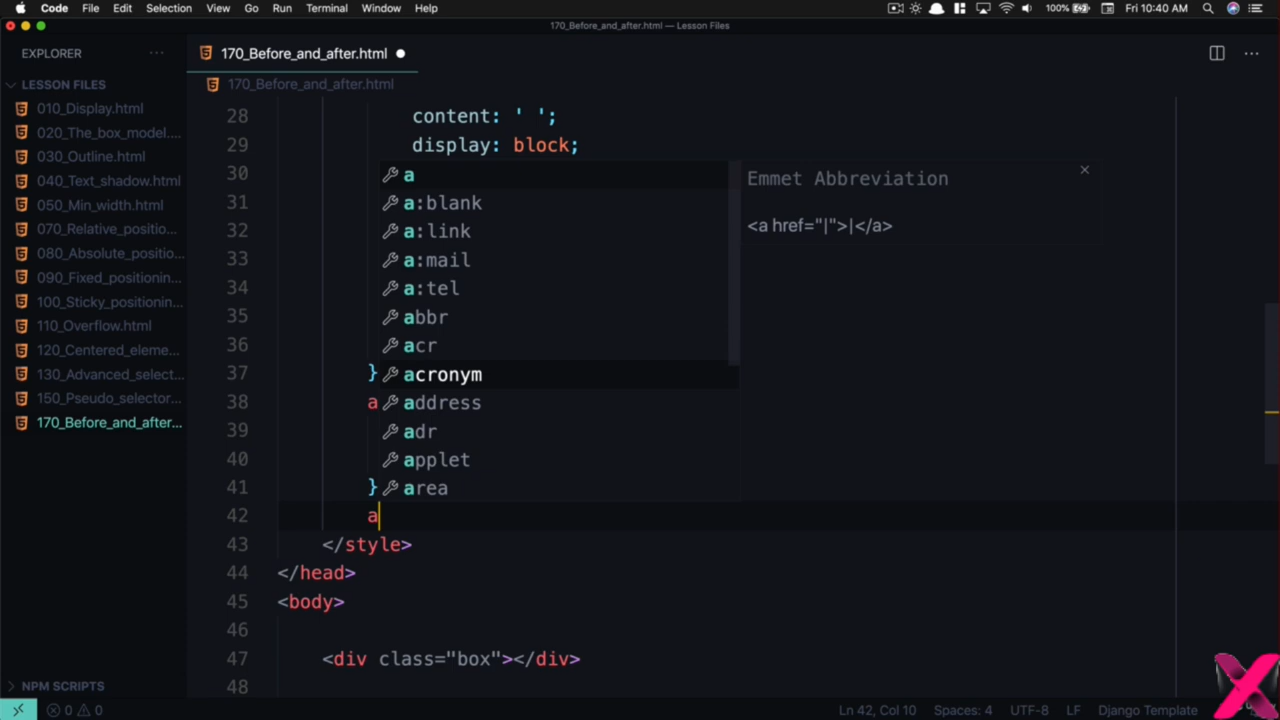 Code File Edit Selection View Go Run Terminal Window Help 100% Fri 10:40 AM
170_Before_and_after.html — Lesson Files
EXPLORER
170_Before_and_after.html
LESSON FILES
170_Before_and_after.html
010_Display.html
020_The_box_model....
030_Outline.html
040_Text_shadow.html
050_Min_width.html
070_Relative_positio...
080_Absolute_positio...
090_Fixed_positionin...
100_Sticky_positionin...
110_Overflow.html
120_Centered_eleme...
130_Advanced_select...
150_Pseudo_selector...
170_Before_and_after...
28 content: ' ';
29 display: block;
30
31
32
33
34
35
36
37 }
38 a
39
40
41 }
42 a
43 </style>
44 </head>
45 <body>
46
47 <div class="box"></div>
48
a
a:blank
a:link
a:mail
a:tel
abbr
acr
acronym
address
adr
applet
area
Emmet Abbreviation
<a href="|">|</a>
NPM SCRIPTS
0 0 Ln 42, Col 10 Spaces: 4 UTF-8 LF Django Template